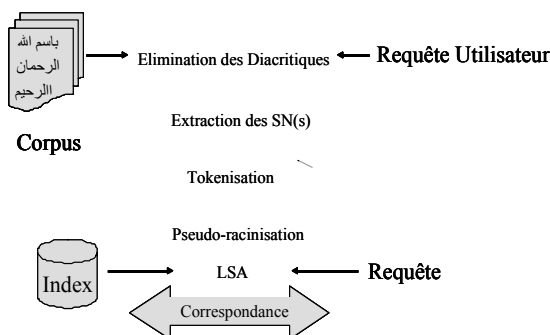 باسم الله
الرحمان
االرحيم
Corpus
Elimination des Diacritiques
Requête Utilisateur
Extraction des SN(s)
Tokenisation
Pseudo-racinisation
Index
LSA
Requête
Correspondance